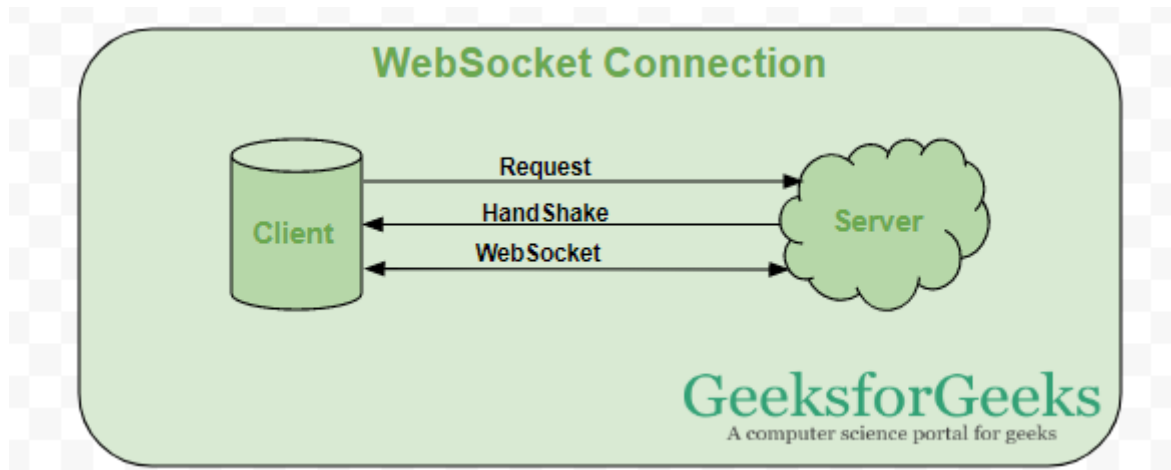 WebSocket Connection
Request
HandShake
Client
Server
WebSocket
GeeksforGeeks
A computer science portal for geeks